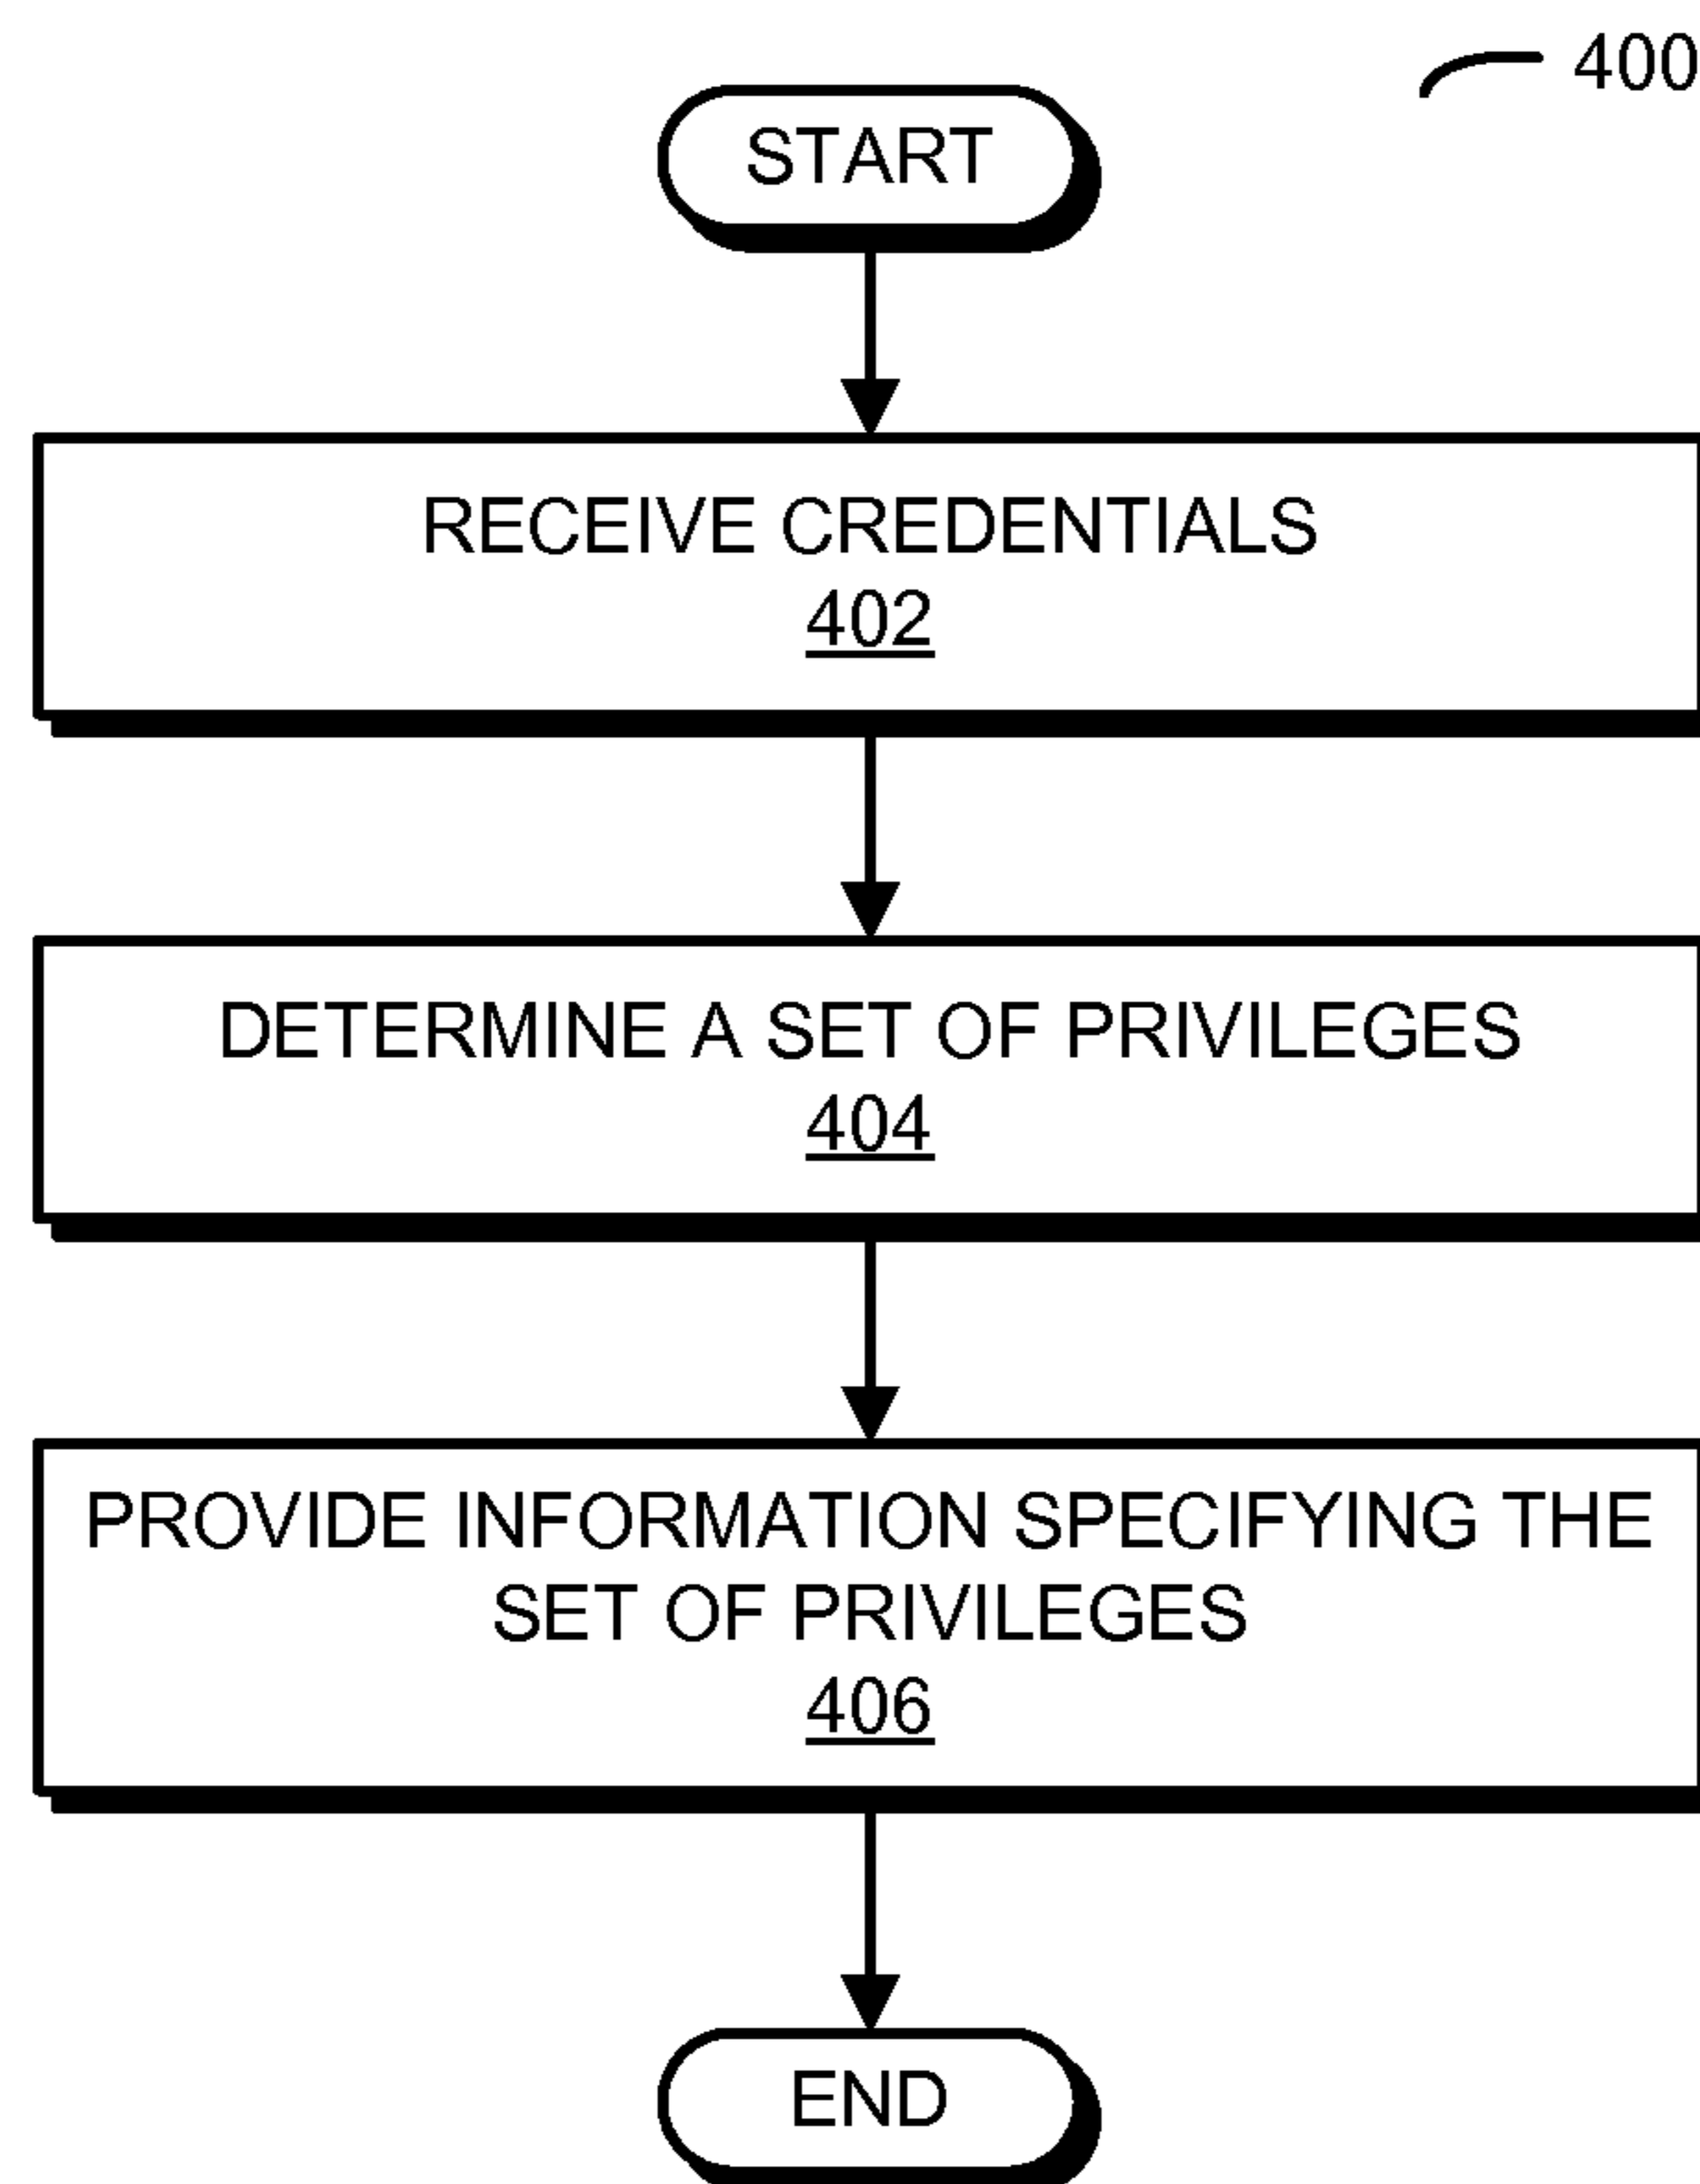 400
START
RECEIVE CREDENTIALS
402
DETERMINE A SET OF PRIVILEGES
404
PROVIDE INFORMATION SPECIFYING THE
SET OF PRIVILEGES
406
END